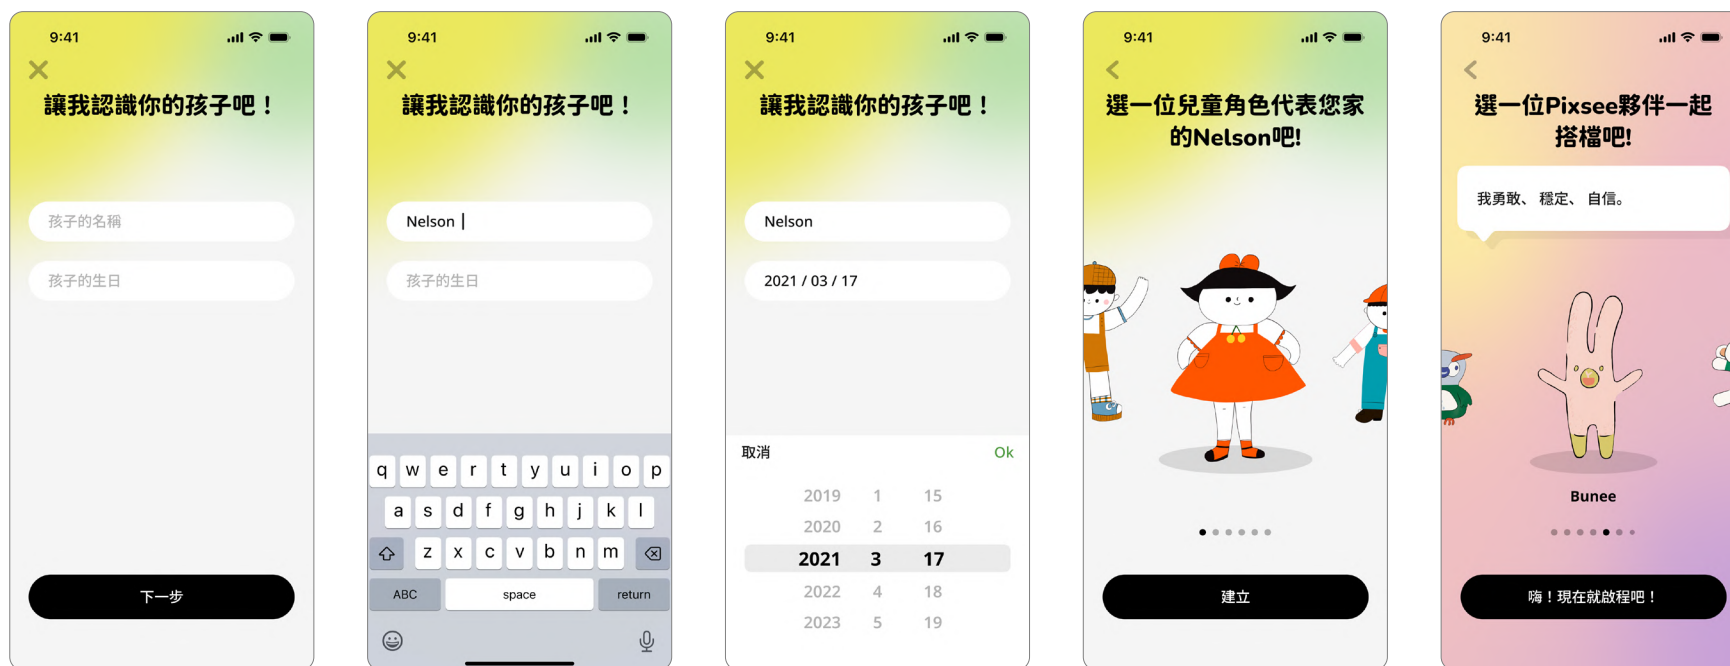 9:41
讓我認識你的孩子吧！
孩子的名稱
孩子的生日
下一步
9:41
讓我認識你的孩子吧！
Nelson
孩子的生日
q w e r t y u i o p
a s d f g h j k l
z x c v b n m
ABC space return
9:41
讓我認識你的孩子吧！
Nelson
2021 / 03 / 17
取消 Ok
2019 1 15
2020 2 16
2021 3 17
2022 4 18
2023 5 19
9:41
選一位兒童角色代表您家
的Nelson吧!
建立
9:41
選一位Pixsee夥伴一起
搭檔吧!
我勇敢、 穩定、 自信。
Bunee
嗨！現在就啟程吧！